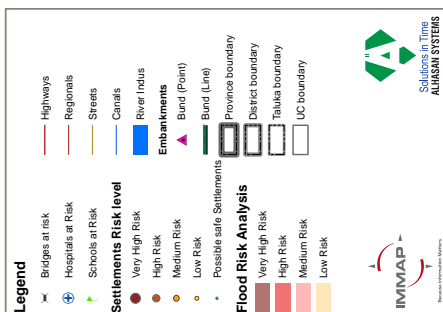 Legend
Bridges at risk
Hospitals at Risk
Schools at Risk
Settlements Risk level
Very High Risk
High Risk
Medium Risk
Low Risk
Possible safe Settlements
Flood Risk Analysis
Very High Risk
High Risk
Medium Risk
Low Risk
Highways
Regionals
Streets
Canals
River Indus
Embankments
Bund (Point)
Bund (Line)
Province boundary
District boundary
Taluka boundary
UC boundary
IMMAP
Because Information Matters
Solutions in Time
ALHASAN SYSTEMS